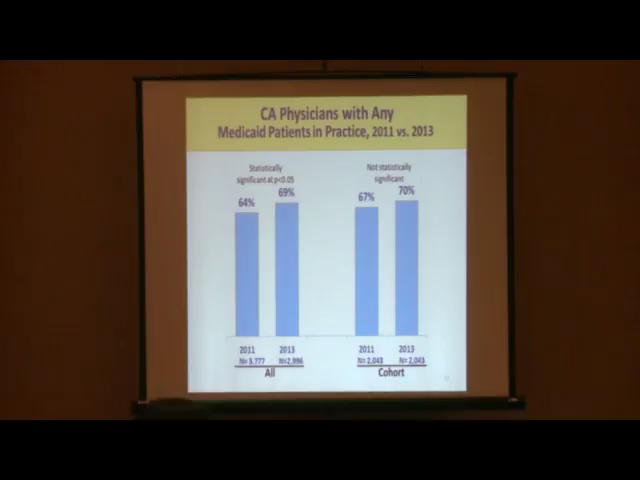 CA Physicians with Any
Medicaid Patients in Practice, 2011 vs. 2013
Statistically
significant at p<0.05
Not statistically
significant
64%
69%
67%
70%
2011
2013
2011
2013
N= 3,777
N=2,996
N= 2,043
N= 2,043
All
Cohort